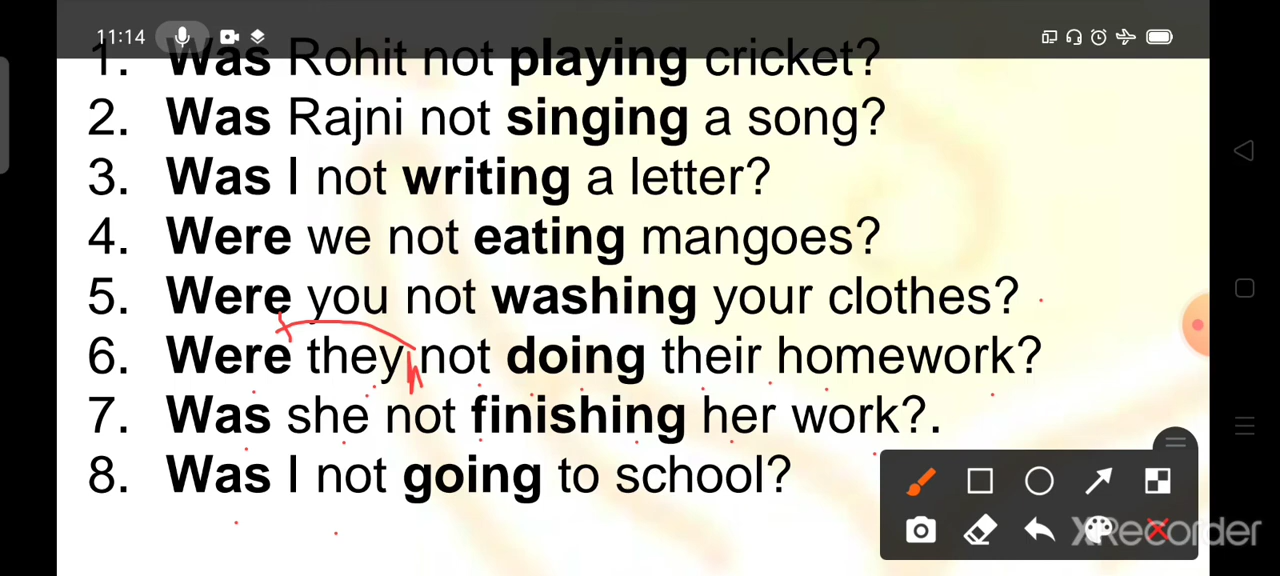 11:14
1. Was Rohit not playing cricket?
2. Was Rajni not singing a song?
3. Was I not writing a letter?
4. Were we not eating mangoes?
5. Were you not washing your clothes?
6. Were they not doing their homework?
7. Was she not finishing her work?.
8. Was I not going to school?
XRecorder